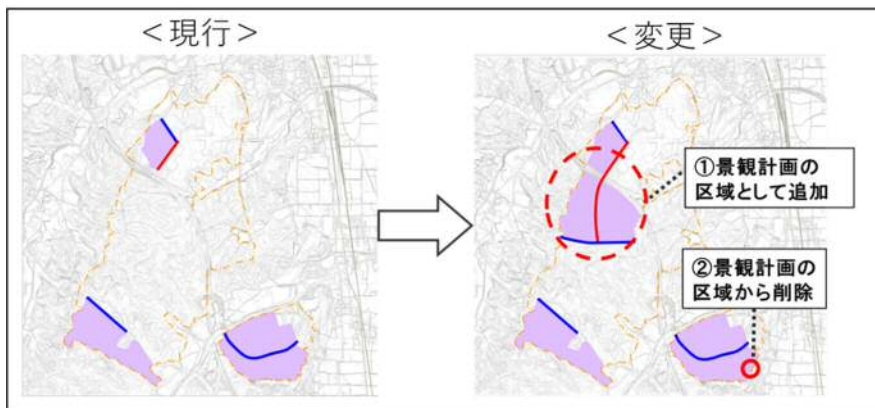 ＜現行＞
＜変更＞
①景観計画の
区域として追加
②景観計画の
区域から削除